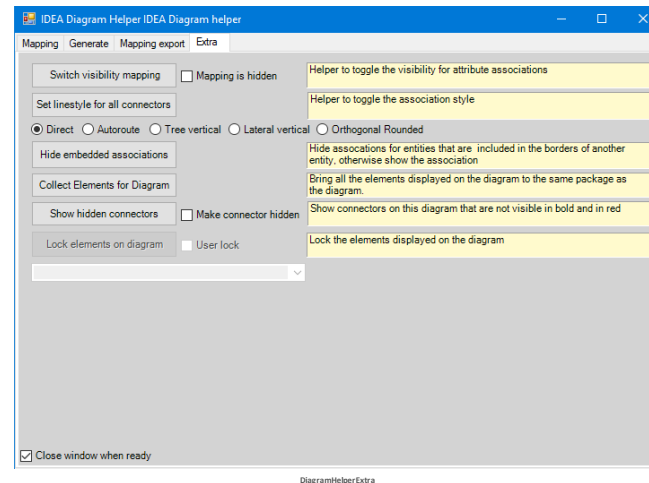 IDEA Diagram Helper IDEA Diagram helper
Mapping Generate Mapping export Extra
Switch visibility mapping Mapping is hidden Helper to toggle the visibility for attribute associations
Set linestyle for all connectors Helper to toggle the association style
Direct Autoroute Tree vertical Lateral vertical Orthogonal Rounded
Hide embedded associations Hide assocations for entities that are included in the borders of another
entity, otherwise show the association
Collect Elements for Diagram Bring all the elements displayed on the diagram to the same package as
the diagram.
Show hidden connectors Make connector hidden Show connectors on this diagram that are not visible in bold and in red
Lock elements on diagram User lock Lock the elements displayed on the diagram
Close window when ready
DiagramHelperExtra